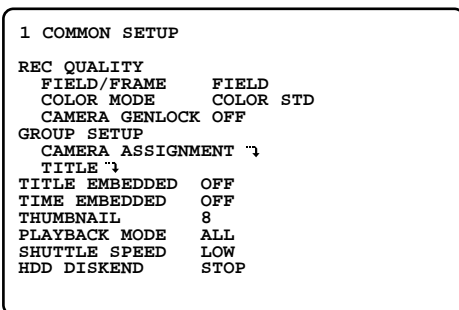 1 COMMON SETUP
REC QUALITY
FIELD/FRAME FIELD
COLOR MODE COLOR STD
CAMERA GENLOCK OFF
GROUP SETUP
CAMERA ASSIGNMENT
TITLE
TITLE EMBEDDED OFF
TIME EMBEDDED OFF
THUMBNAIL 8
PLAYBACK MODE ALL
SHUTTLE SPEED LOW
HDD DISKEND STOP